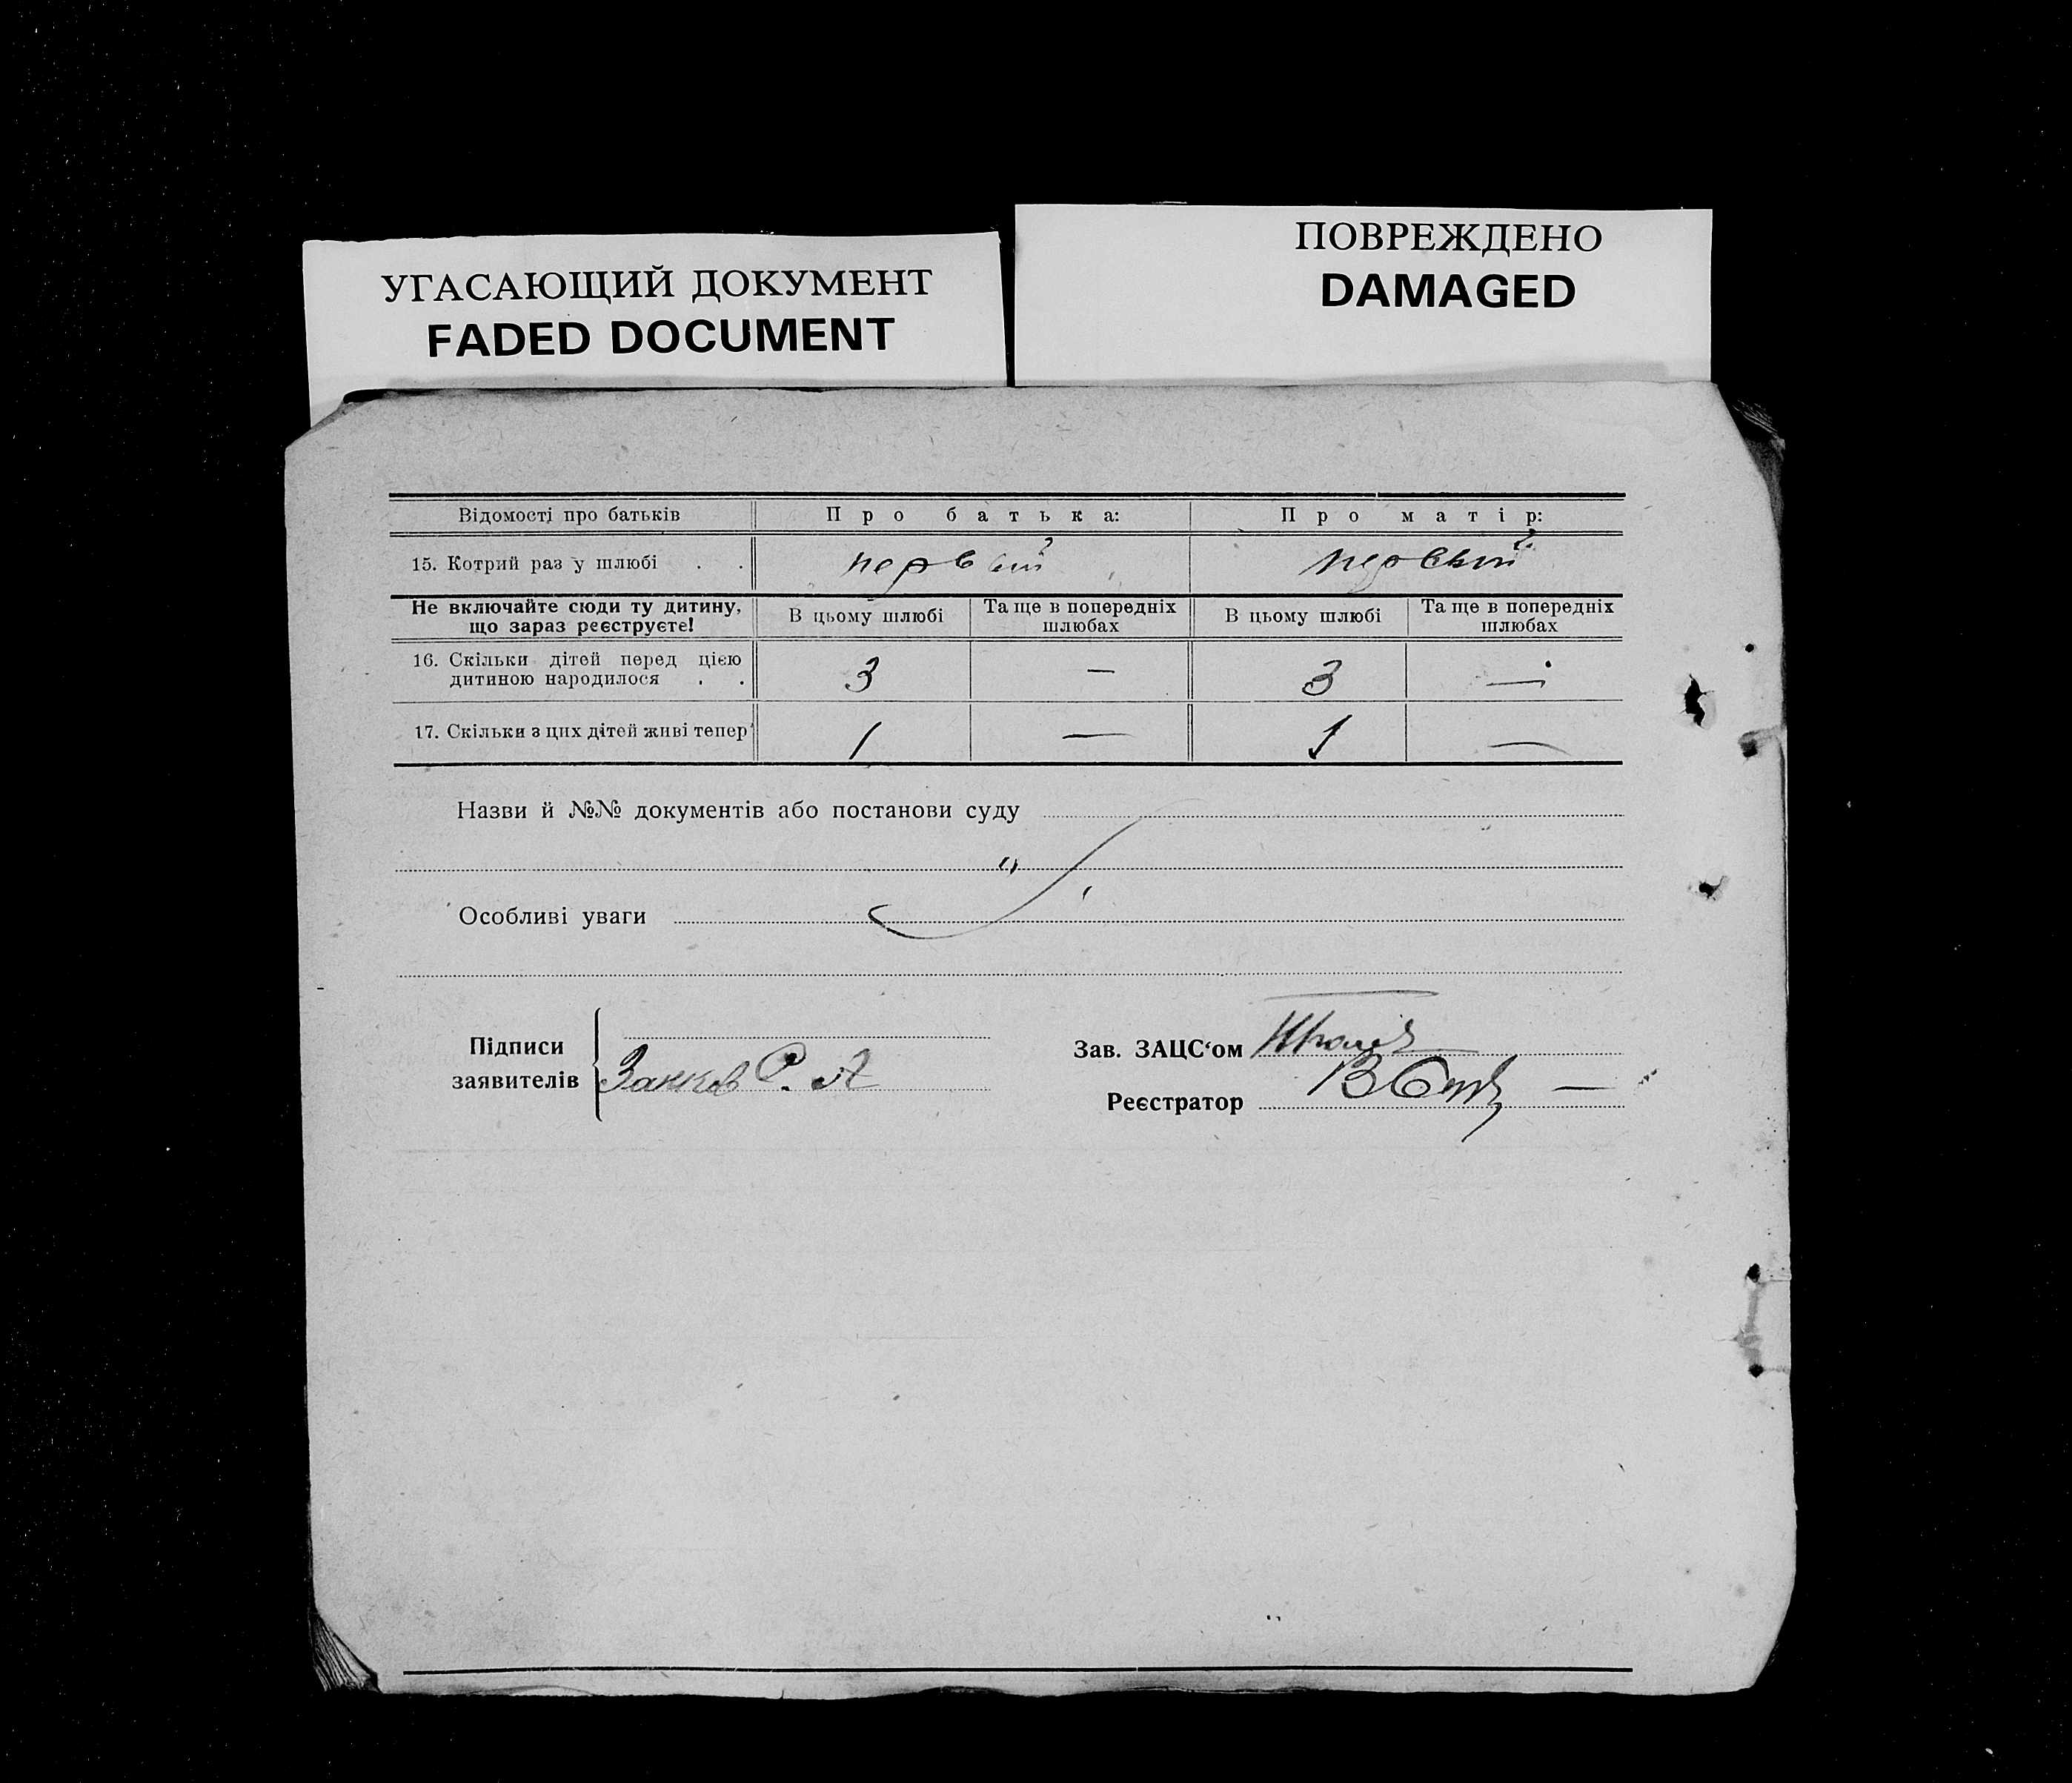 УГАСАЮЩИЙ ДОКУМЕНТ
FADED DOCUMENT
ПОВРЕЖДЕНО
DAMAGED
Відомості про батьків Про батька: Про матір:
15. Котрий раз у шлюбі . . первый первый
Не включайте сюди ту дитину, що зараз реєструєте! В цьому шлюбі Та ще в попередніх шлюбах В цьому шлюбі Та ще в попередніх шлюбах
16. Скільки дітей перед цією дитиною народилося . . 3 — 3 —
17. Скільки з цих дітей живі тепер 1 — 1 —
Назви й №№ документів або постанови суду
Особливі уваги
Підписи заявителів
Зав. ЗАЦС‘ом
Реєстратор